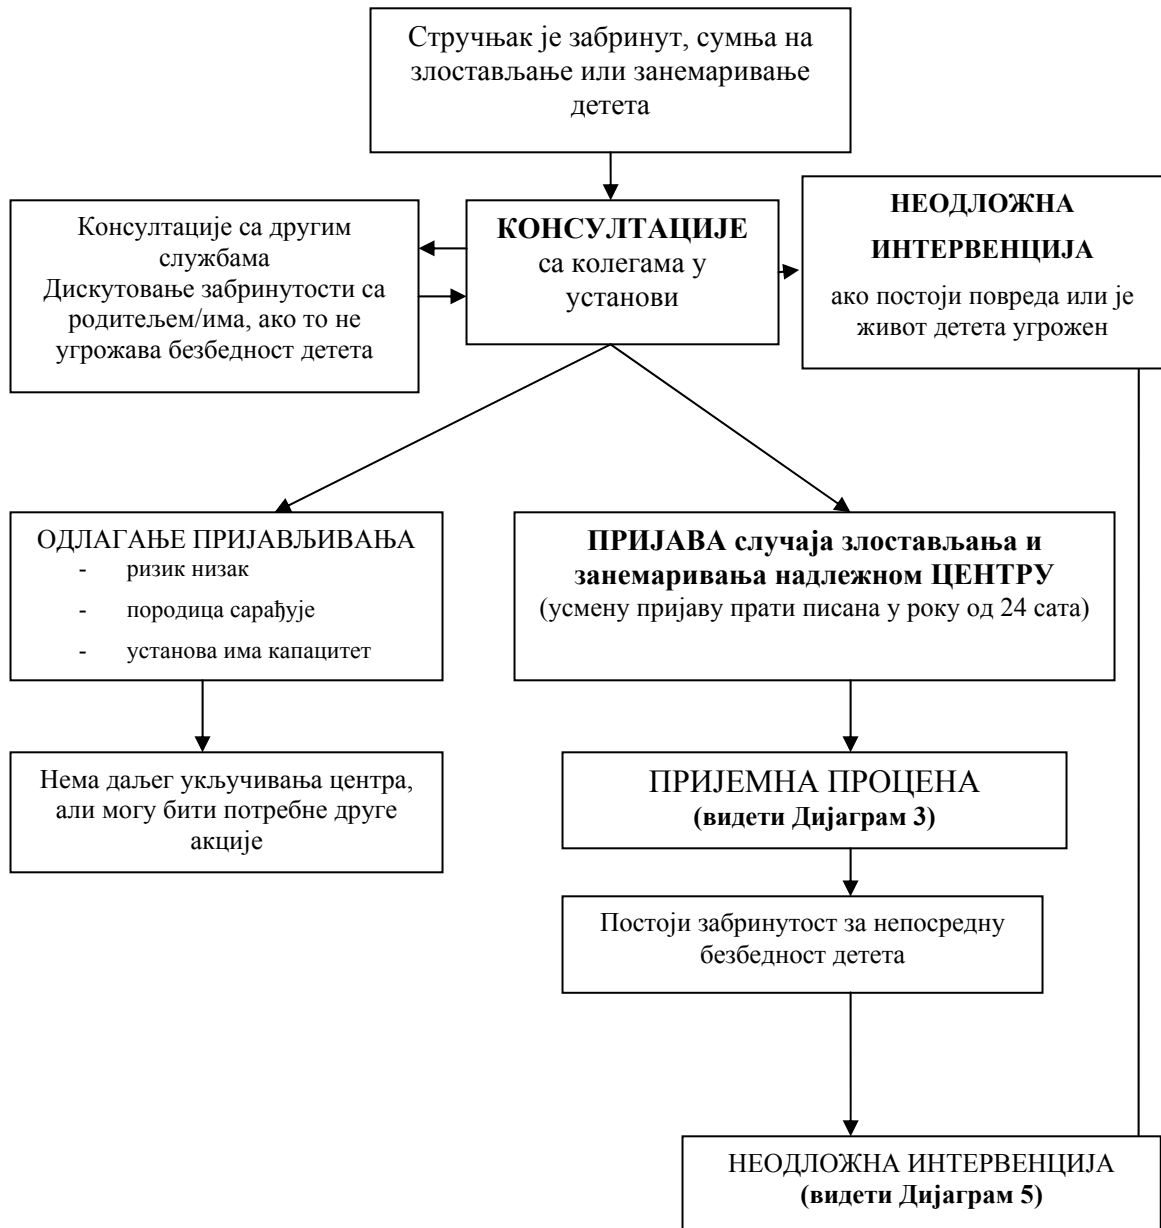 Стручњак је забринут, сумња на
злостављање или занемаривање
детета
Консултације са другим
службама
Дискутовање забринутости са
родитељем/има, ако то не
угрожава безбедност детета
КОНСУЛТАЦИЈЕ
са колегама у
установи
НЕОДЛОЖНА
ИНТЕРВЕНЦИЈА
ако постоји повреда или је
живот детета угрожен
ОДЛАГАЊЕ ПРИЈАВЉИВАЊА
- ризик низак
- породица сарађује
- установа има капацитет
ПРИЈАВА случаја злостављања и
занемаривања надлежном ЦЕНТРУ
(усмену пријаву прати писана у року од 24 сата)
Нема даљег укључивања центра,
али могу бити потребне друге
акције
ПРИЈЕМНА ПРОЦЕНА
(видети Дијаграм 3)
Постоји забринутост за непосредну
безбедност детета
НЕОДЛОЖНА ИНТЕРВЕНЦИЈА
(видети Дијаграм 5)